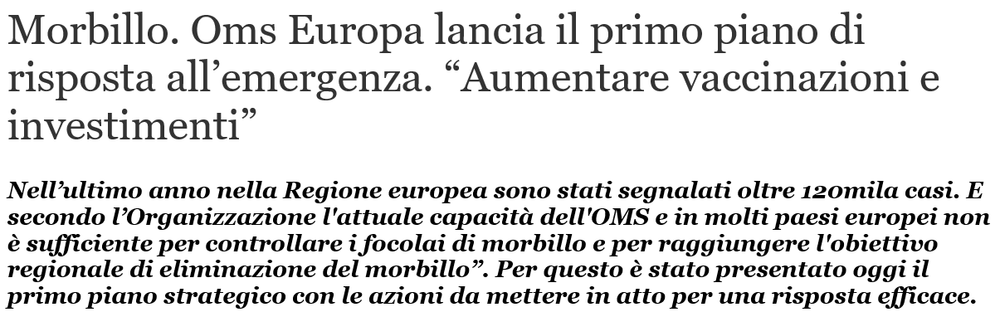 Morbillo. Oms Europa lancia il primo piano di
risposta all’emergenza. “Aumentare vaccinazioni e
investimenti”
Nell’ultimo anno nella Regione europea sono stati segnalati oltre 120mila casi. E
secondo l’Organizzazione l'attuale capacità dell'OMS e in molti paesi europei non
è sufficiente per controllare i focolai di morbillo e per raggiungere l'obiettivo
regionale di eliminazione del morbillo”. Per questo è stato presentato oggi il
primo piano strategico con le azioni da mettere in atto per una risposta efficace.